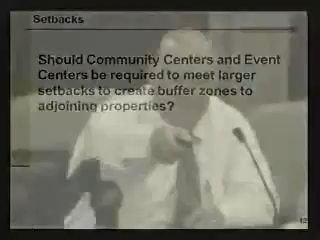 Setbacks
Should Community Centers and Event
Centers be required to meet larger
setbacks to create buffer zones to
adjoining properties?
12